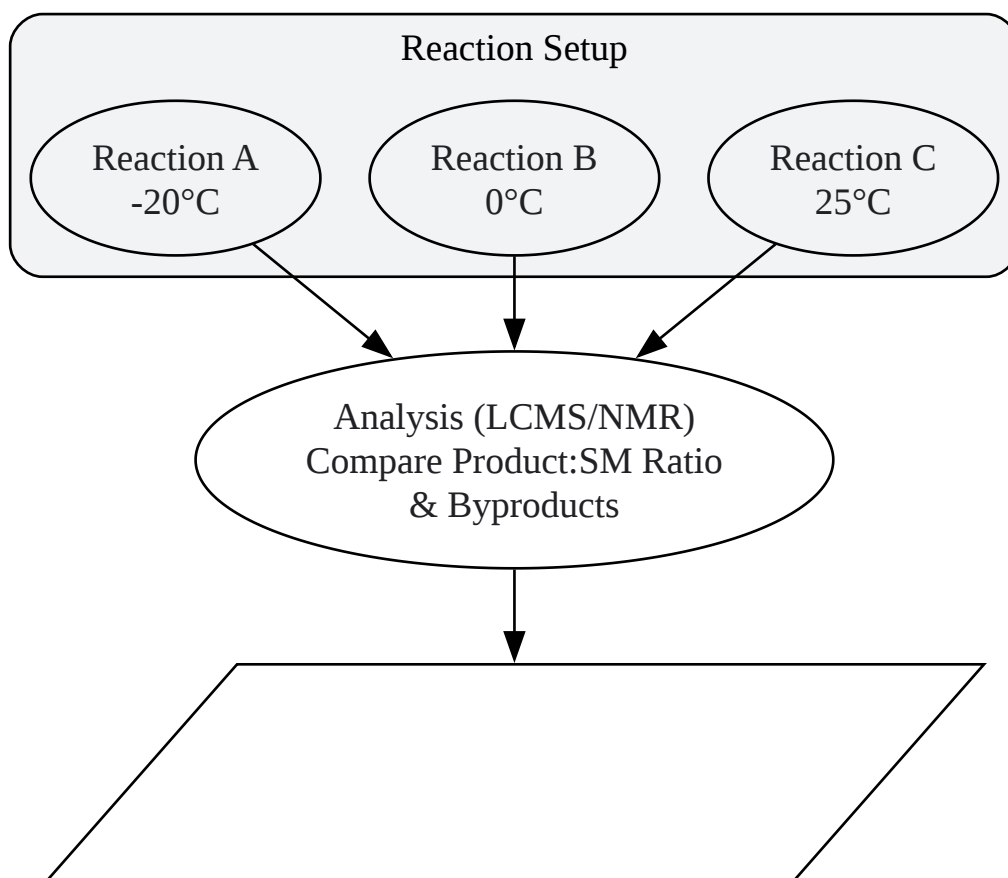 Reaction Setup
Reaction A
-20°C
Reaction B
0°C
Reaction C
25°C
Analysis (LCMS/NMR)
Compare Product:SM Ratio
& Byproducts